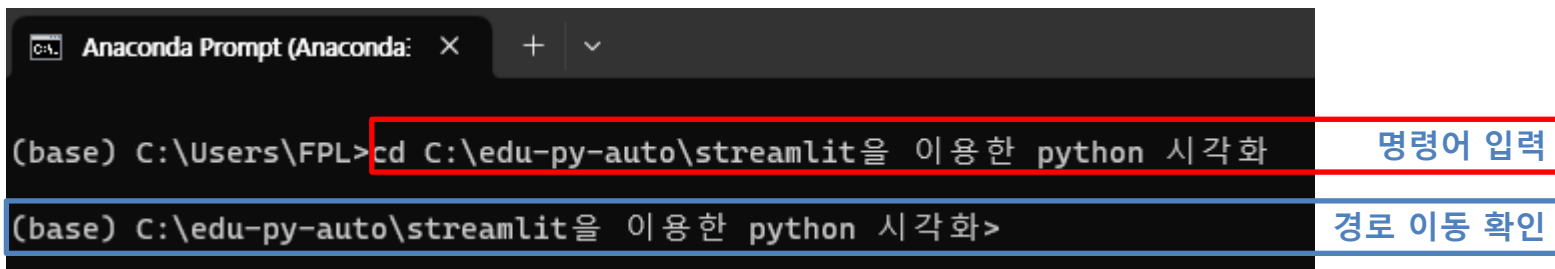 Anaconda Prompt (Anaconda:
(base) C:\Users\FPL>cd C:\edu-py-auto\streamlit을 이용한 python 시각화
명령어 입력
(base) C:\edu-py-auto\streamlit을 이용한 python 시각화>
경로 이동 확인